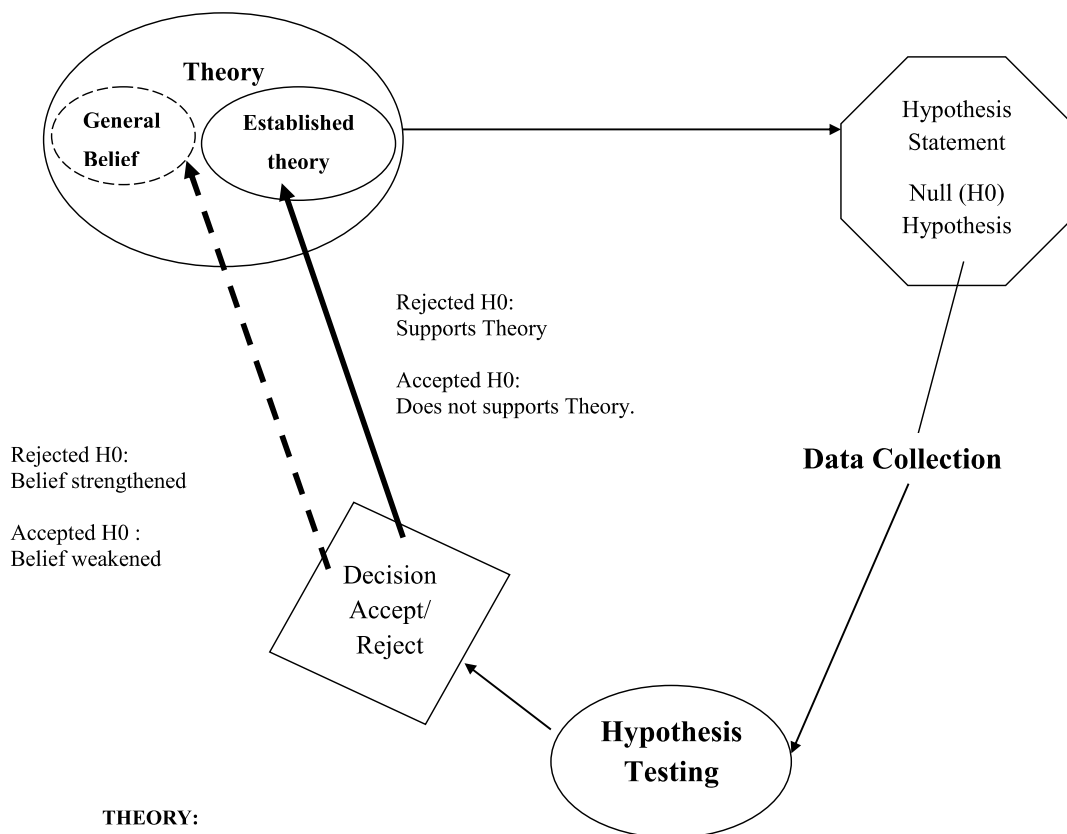 Theory
General
Belief
Established
theory
Hypothesis
Statement
Null (H0)
Hypothesis
Rejected H0:
Supports Theory
Accepted H0:
Does not supports Theory.
Rejected H0:
Belief strengthened
Accepted H0 :
Belief weakened
Data Collection
Decision
Accept/
Reject
Hypothesis
Testing
THEORY: